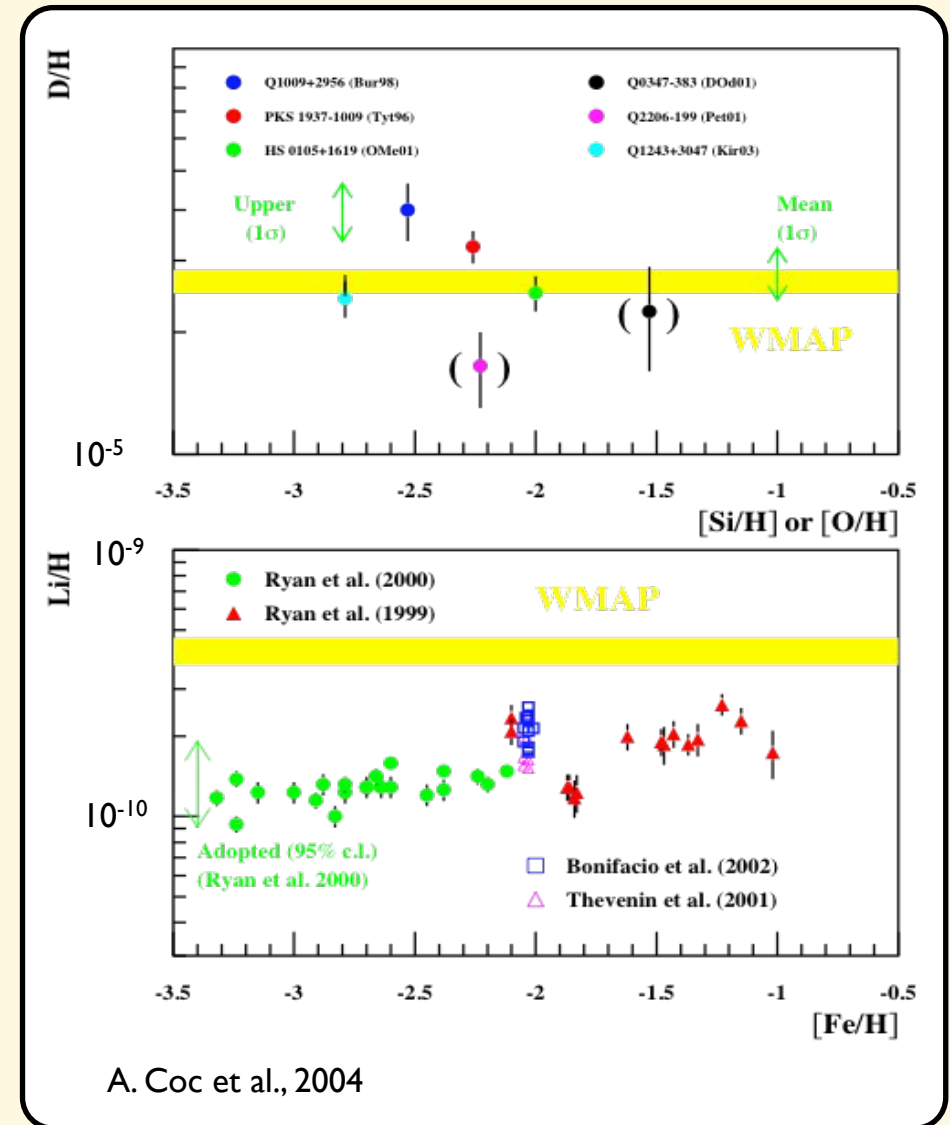 D/H
Q1009+2956 (Bur98)
PKS 1937-1009 (Tyt96)
HS 0105+1619 (OMe01)
Q0347-383 (DOd01)
Q2206-199 (Pet01)
Q1243+3047 (Kir03)
Upper
(1σ)
Mean
(1σ)
( )
( )
WMAP
10-5
-3.5 -3 -2.5 -2 -1.5 -1 -0.5
[Si/H] or [O/H]
Li/H
10-9
Ryan et al. (2000)
Ryan et al. (1999)
WMAP
10-10
Adopted (95% c.l.)
(Ryan et al. 2000)
Bonifacio et al. (2002)
Thevenin et al. (2001)
-3.5 -3 -2.5 -2 -1.5 -1 -0.5
[Fe/H]
A. Coc et al., 2004